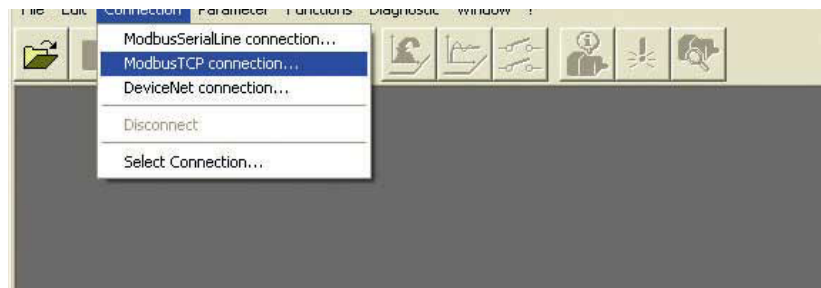 File Edit Connection Parameter Functions Diagnostic Window ?
ModbusSerialLine connection...
ModbusTCP connection...
DeviceNet connection...
Disconnect
Select Connection...